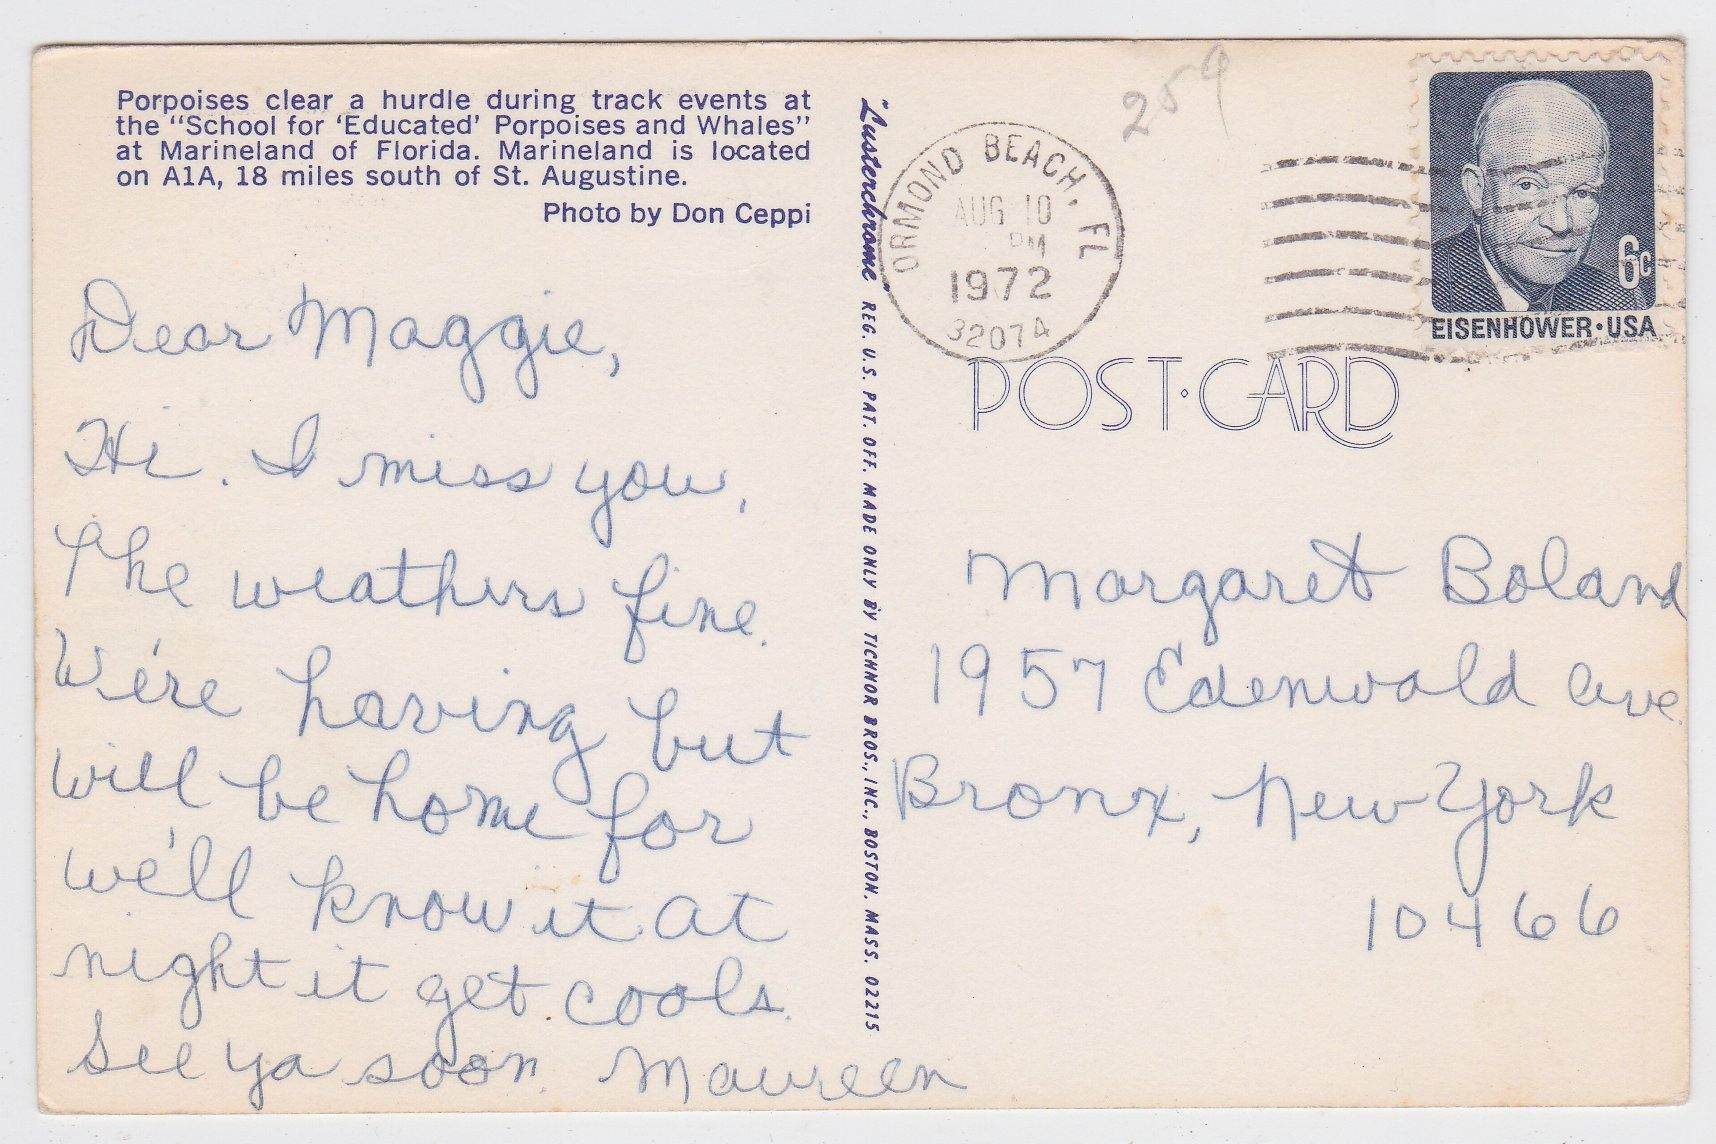 Porpoises clear a hurdle during track events at
the "School for 'Educated' Porpoises and Whales"
at Marineland of Florida. Marineland is located
on A1A, 18 miles south of St. Augustine.
Photo by Don Ceppi
Dear Maggie,
Hi. I miss you,
The weathers fine.
We're having but
will be home for
we'll know it at
night it get cools.
See ya soon. Maureen
"Lusterchrome" REG. U.S. PAT. OFF. MADE ONLY BY TICHNOR BROS., INC., BOSTON, MASS. 02215
259
ORMOND BEACH, FL
AUG 10
PM
1972
32074
6c
EISENHOWER·USA
POST·CARD
Margaret Boland
1957 Edenwald Ave.
Bronx, New York
10466